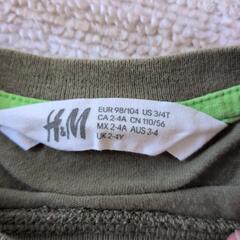 H&M
EUR 98/104 US 3/4T
CA 2-4A CN 110/56
MX 2-4A AUS 3-4
UK 2-4Y